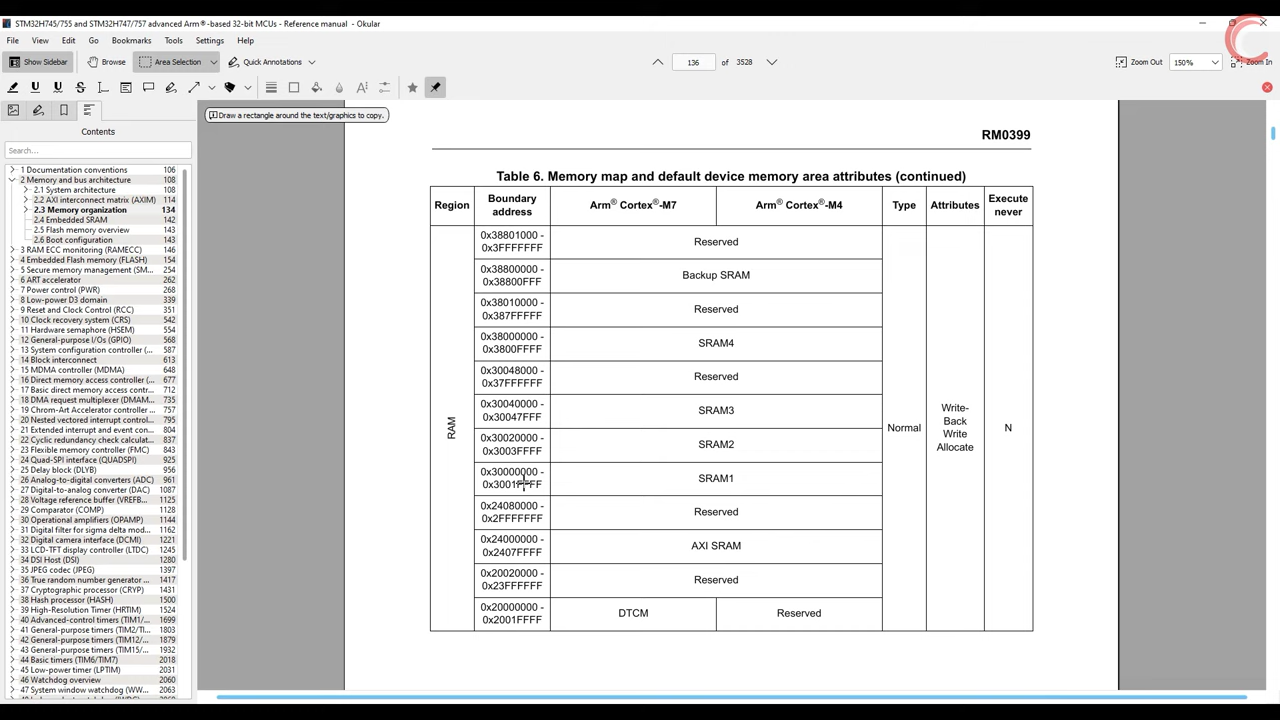 STM32H745/755 and STM32H747/757 advanced Arm®-based 32-bit MCUs - Reference manual - Okular
File View Edit Go Bookmarks Tools Settings Help
Show Sidebar Browse Area Selection Quick Annotations 136 of 3528 Zoom Out 150% Zoom In
Draw a rectangle around the text/graphics to copy.
Contents
Search...
1 Documentation conventions 106
2 Memory and bus architecture 108
2.1 System architecture 108
2.2 AXI interconnect matrix (AXIM) 114
2.3 Memory organization 134
2.4 Embedded SRAM 142
2.5 Flash memory overview 143
2.6 Boot configuration 143
3 RAM ECC monitoring (RAMECC) 146
4 Embedded Flash memory (FLASH) 154
5 Secure memory management (SM... 254
6 ART accelerator 262
7 Power control (PWR) 268
8 Low-power D3 domain 339
9 Reset and Clock Control (RCC) 351
10 Clock recovery system (CRS) 542
11 Hardware semaphore (HSEM) 554
12 General-purpose I/Os (GPIO) 568
13 System configuration controller (... 587
14 Block interconnect 613
15 MDMA controller (MDMA) 648
16 Direct memory access controller (... 677
17 Basic direct memory access contr... 712
18 DMA request multiplexer (DMAM... 735
19 Chrom-Art Accelerator controller ... 757
20 Nested vectored interrupt control... 795
21 Extended interrupt and event con... 804
22 Cyclic redundancy check calculat... 837
23 Flexible memory controller (FMC) 846
24 Quad-SPI interface (QUADSPI) 925
25 Delay block (DLYB) 956
26 Analog-to-digital converters (ADC) 961
27 Digital-to-analog converter (DAC) 1087
28 Voltage reference buffer (VREFB... 1125
29 Comparator (COMP) 1128
30 Operational amplifiers (OPAMP) 1144
31 Digital filter for sigma delta mod... 1162
32 Digital camera interface (DCMI) 1221
33 LCD-TFT display controller (LTDC) 1245
34 DSI Host (DSI) 1280
35 JPEG codec (JPEG) 1397
36 True random number generator ... 1417
37 Cryptographic processor (CRYP) 1431
38 Hash processor (HASH) 1500
39 High-Resolution Timer (HRTIM) 1524
40 Advanced-control timers (TIM1/... 1699
41 General-purpose timers (TIM2/TI... 1803
42 General-purpose timers (TIM12/... 1879
43 General-purpose timers (TIM15/... 1932
44 Basic timers (TIM6/TIM7) 2018
45 Low-power timer (LPTIM) 2031
46 Watchdog overview 2060
47 System window watchdog (WW... 2063
RM0399
Table 6. Memory map and default device memory area attributes (continued)
Region Boundary address Arm® Cortex®-M7 Arm® Cortex®-M4 Type Attributes Execute never
RAM
0x38801000 -
0x3FFFFFFF
Reserved
0x38800000 -
0x38800FFF
Backup SRAM
0x38010000 -
0x387FFFFF
Reserved
0x38000000 -
0x3800FFFF
SRAM4
0x30048000 -
0x37FFFFFF
Reserved
0x30040000 -
0x30047FFF
SRAM3
0x30020000 -
0x3003FFFF
SRAM2
0x30000000 -
0x3001FFFF
SRAM1
0x24080000 -
0x2FFFFFFF
Reserved
0x24000000 -
0x2407FFFF
AXI SRAM
0x20020000 -
0x23FFFFFF
Reserved
0x20000000 -
0x2001FFFF
DTCM Reserved
Normal
Write-
Back
Write
Allocate
N